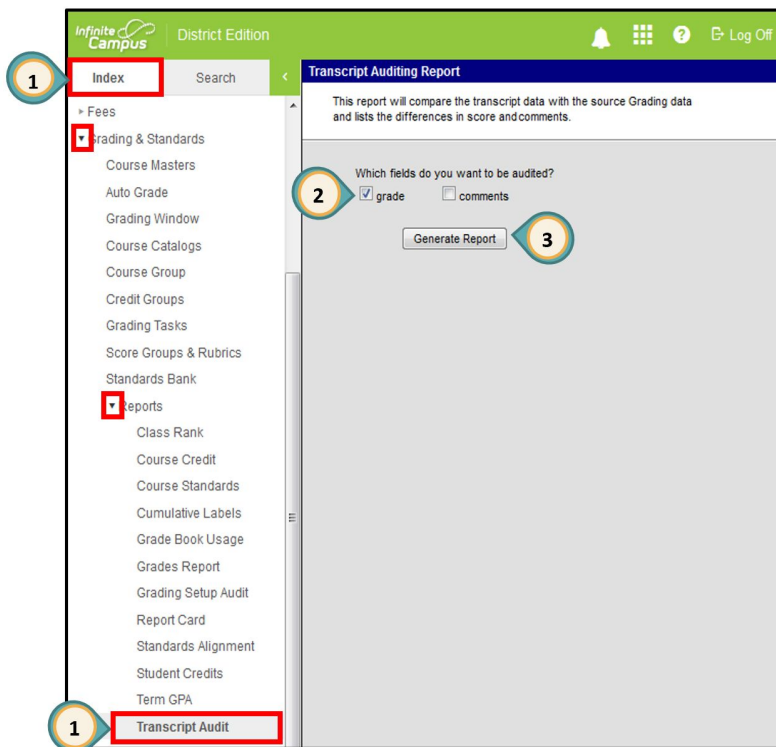 Infinite
Campus
District Edition
Log Off
1
Index
Search
Transcript Auditing Report
This report will compare the transcript data with the source Grading data
and lists the differences in score andcomments.
Fees
rading & Standards
Course Masters
Auto Grade
Grading Window
Course Catalogs
Course Group
Credit Groups
Grading Tasks
Score Groups & Rubrics
Standards Bank
eports
Class Rank
Course Credit
Course Standards
Cumulative Labels
Grade Book Usage
Grades Report
Grading Setup Audit
Report Card
Standards Alignment
Student Credits
Term GPA
1
Transcript Audit
Which fields do you want to be audited?
2
grade
comments
Generate Report
3